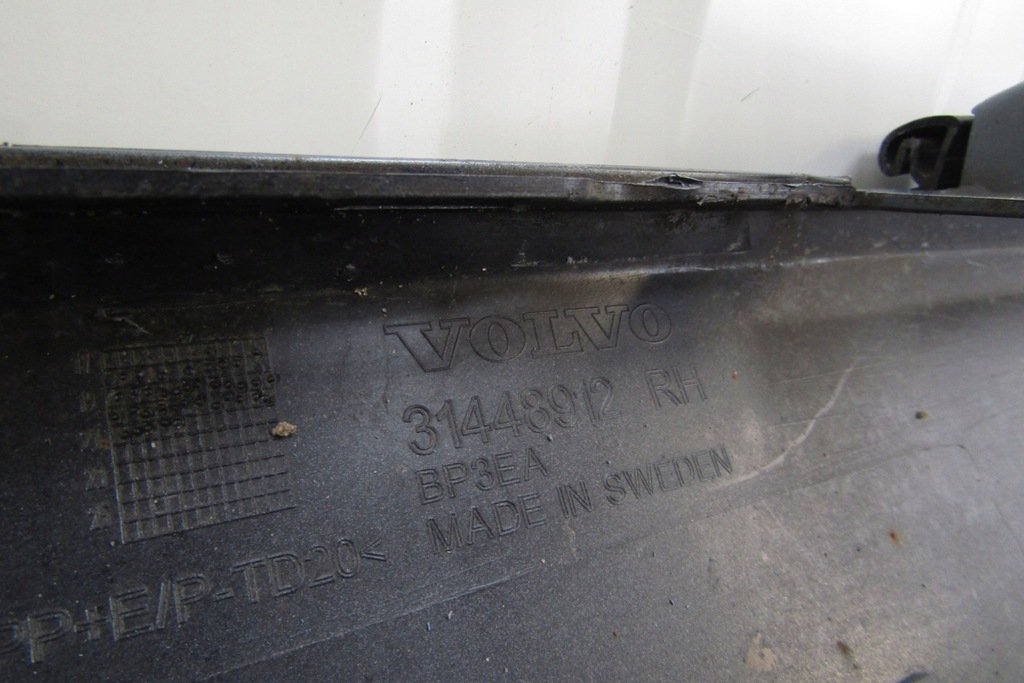 VOLVO
31448912 RH
BP3EA
MADE IN SWEDEN
PP+E/P-TD20<